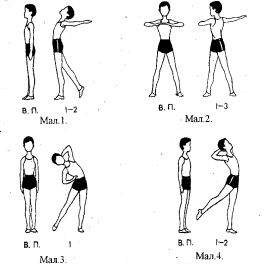 В. П. 1–2
Мал.1.
В. П. 1–3
Мал.2.
В. П. 1
Мал.3.
В. П. 1–2
Мал.4.